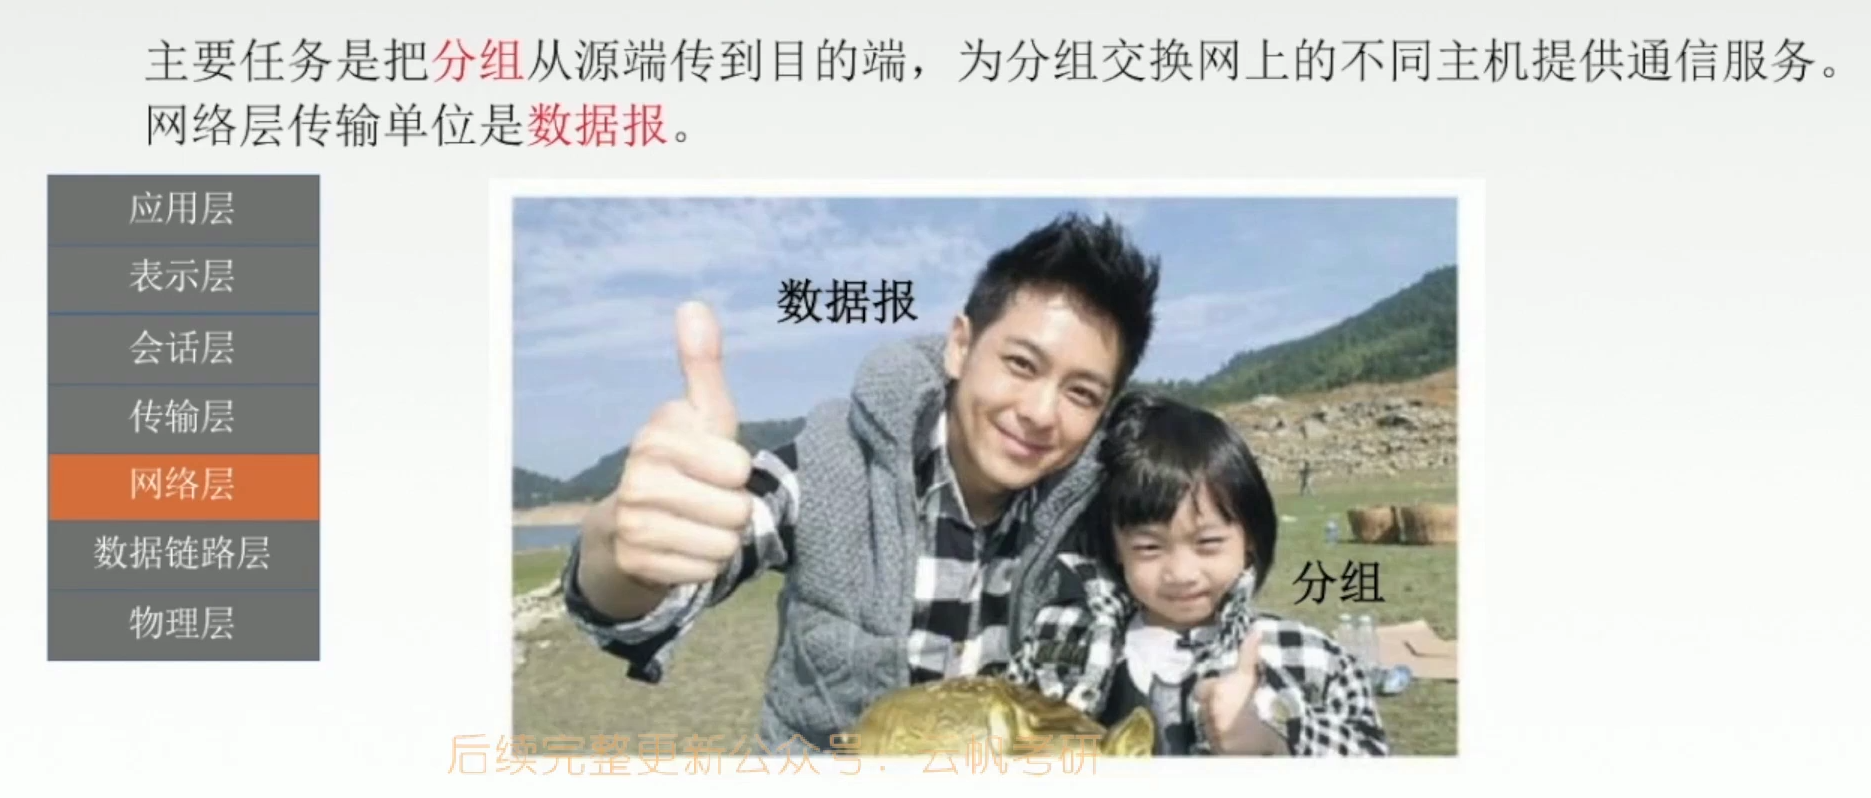 主要任务是把分组从源端传到目的端，为分组交换网上的不同主机提供通信服务。
网络层传输单位是数据报。
应用层
表示层
会话层
传输层
网络层
数据链路层
物理层
数据报
分组
后续完整更新公众号：云帆考研